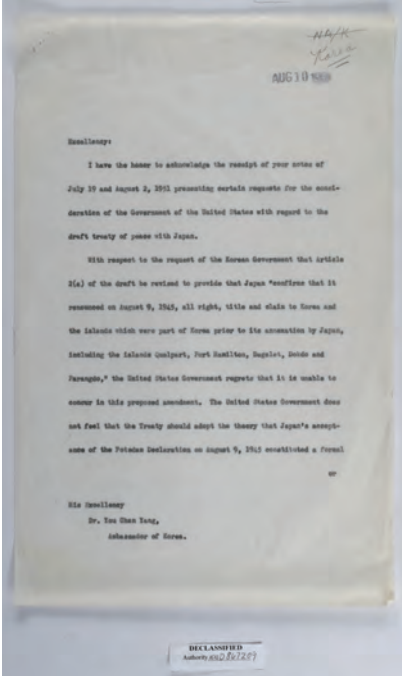 Korea
AUG 10
Excellency:
I have the honor to acknowledge the receipt of your notes of
July 19 and August 2, 1951 presenting certain requests for the consi-
deration of the Government of the United States with regard to the
draft treaty of peace with Japan.
With respect to the request of the Korean Government that Article
2(a) of the draft be revised to provide that Japan "confirms that it
renounced on August 9, 1945, all right, title and claim to Korea and
the islands which were part of Korea prior to its annexation by Japan,
including the islands Quelpart, Port Hamilton, Dagelet, Dokdo and
Parangdo," the United States Government regrets that it is unable to
concur in this proposed amendment. The United States Government does
not feel that the Treaty should adopt the theory that Japan's accept-
ance of the Potsdam Declaration on August 9, 1945 constituted a formal
or
His Excellency
Dr. You Chan Yang,
Ambassador of Korea.
DECLASSIFIED
Authority NND 867209